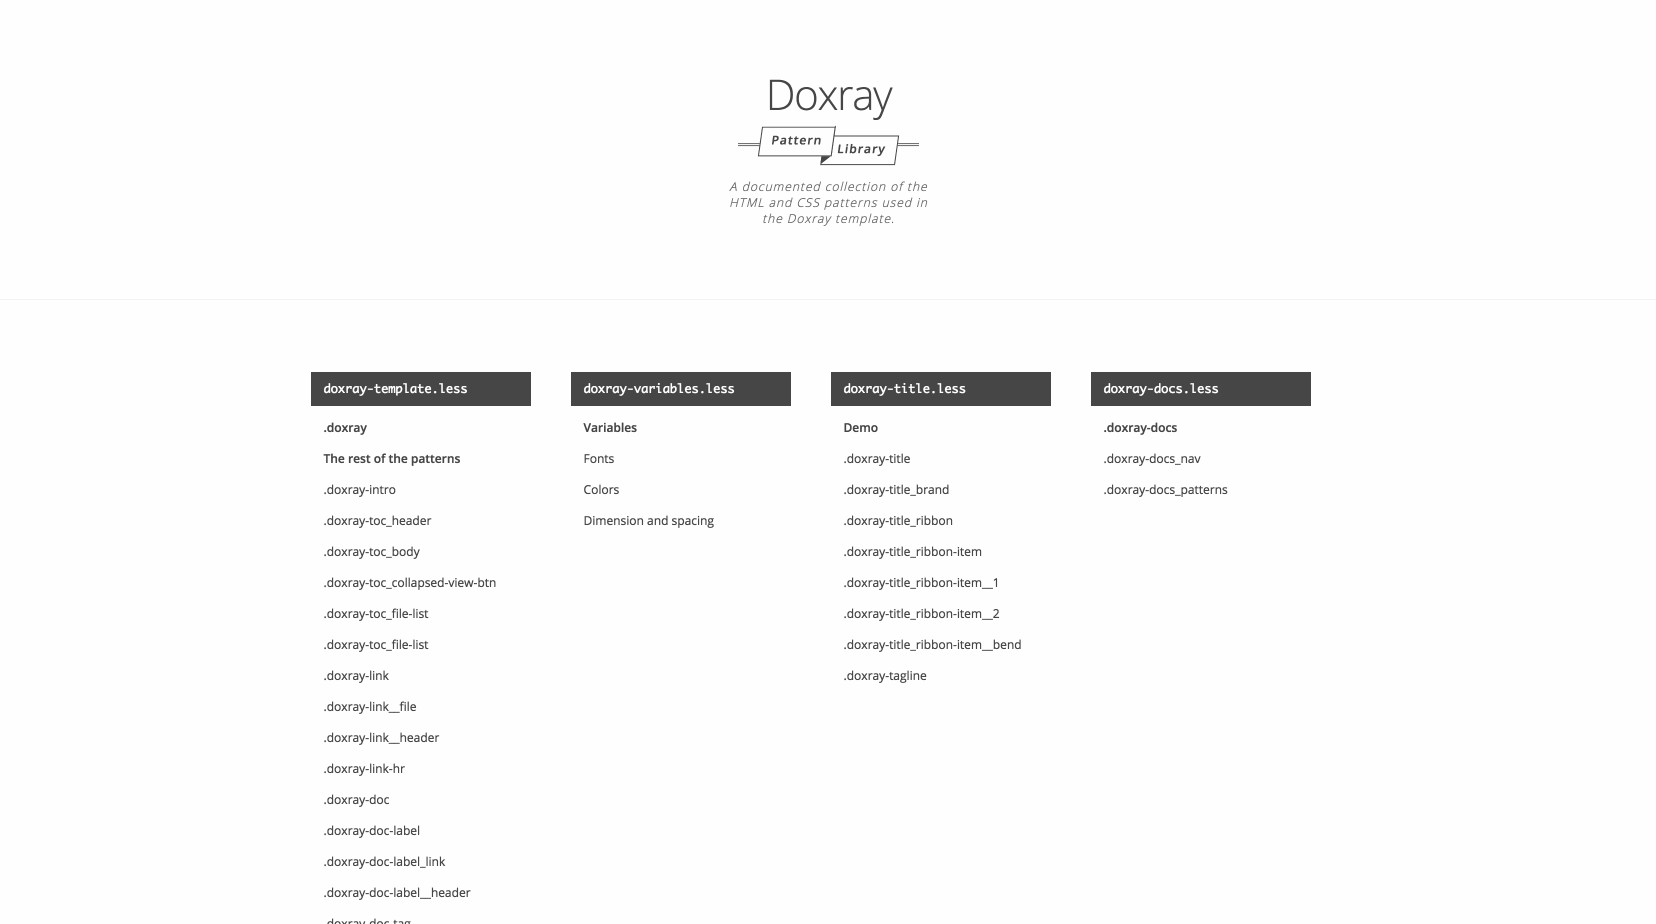 Doxray
Pattern
Library
A documented collection of the
HTML and CSS patterns used in
the Doxray template.
doxray-template.less
.doxray
The rest of the patterns
.doxray-intro
.doxray-toc_header
.doxray-toc_body
.doxray-toc_collapsed-view-btn
.doxray-toc_file-list
.doxray-toc_file-list
.doxray-link
.doxray-link__file
.doxray-link__header
.doxray-link-hr
.doxray-doc
.doxray-doc-label
.doxray-doc-label_link
.doxray-doc-label__header
.doxray-doc-tag
doxray-variables.less
Variables
Fonts
Colors
Dimension and spacing
doxray-title.less
Demo
.doxray-title
.doxray-title_brand
.doxray-title_ribbon
.doxray-title_ribbon-item
.doxray-title_ribbon-item__1
.doxray-title_ribbon-item__2
.doxray-title_ribbon-item__bend
.doxray-tagline
doxray-docs.less
.doxray-docs
.doxray-docs_nav
.doxray-docs_patterns